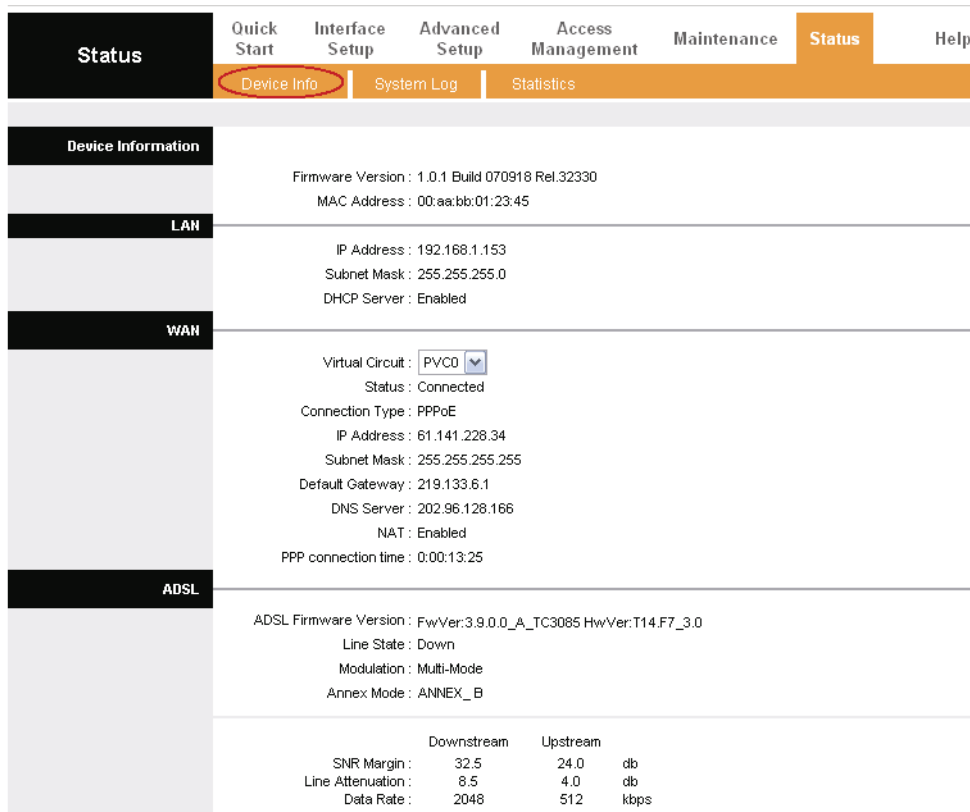 Status
Quick Start
Interface Setup
Advanced Setup
Access Management
Maintenance
Status
Help
Device Info
System Log
Statistics
Device Information
Firmware Version : 1.0.1 Build 070918 Rel.32330
MAC Address : 00:aa:bb:01:23:45
LAN
IP Address : 192.168.1.153
Subnet Mask : 255.255.255.0
DHCP Server : Enabled
WAN
Virtual Circuit : PVC0
Status : Connected
Connection Type : PPPoE
IP Address : 61.141.228.34
Subnet Mask : 255.255.255.255
Default Gateway : 219.133.6.1
DNS Server : 202.96.128.166
NAT : Enabled
PPP connection time : 0:00:13:25
ADSL
ADSL Firmware Version : FwVer:3.9.0.0_A_TC3085 HwVer:T14.F7_3.0
Line State : Down
Modulation : Multi-Mode
Annex Mode : ANNEX_B
Downstream Upstream
SNR Margin : 32.5 24.0 db
Line Attenuation : 8.5 4.0 db
Data Rate : 2048 512 kbps